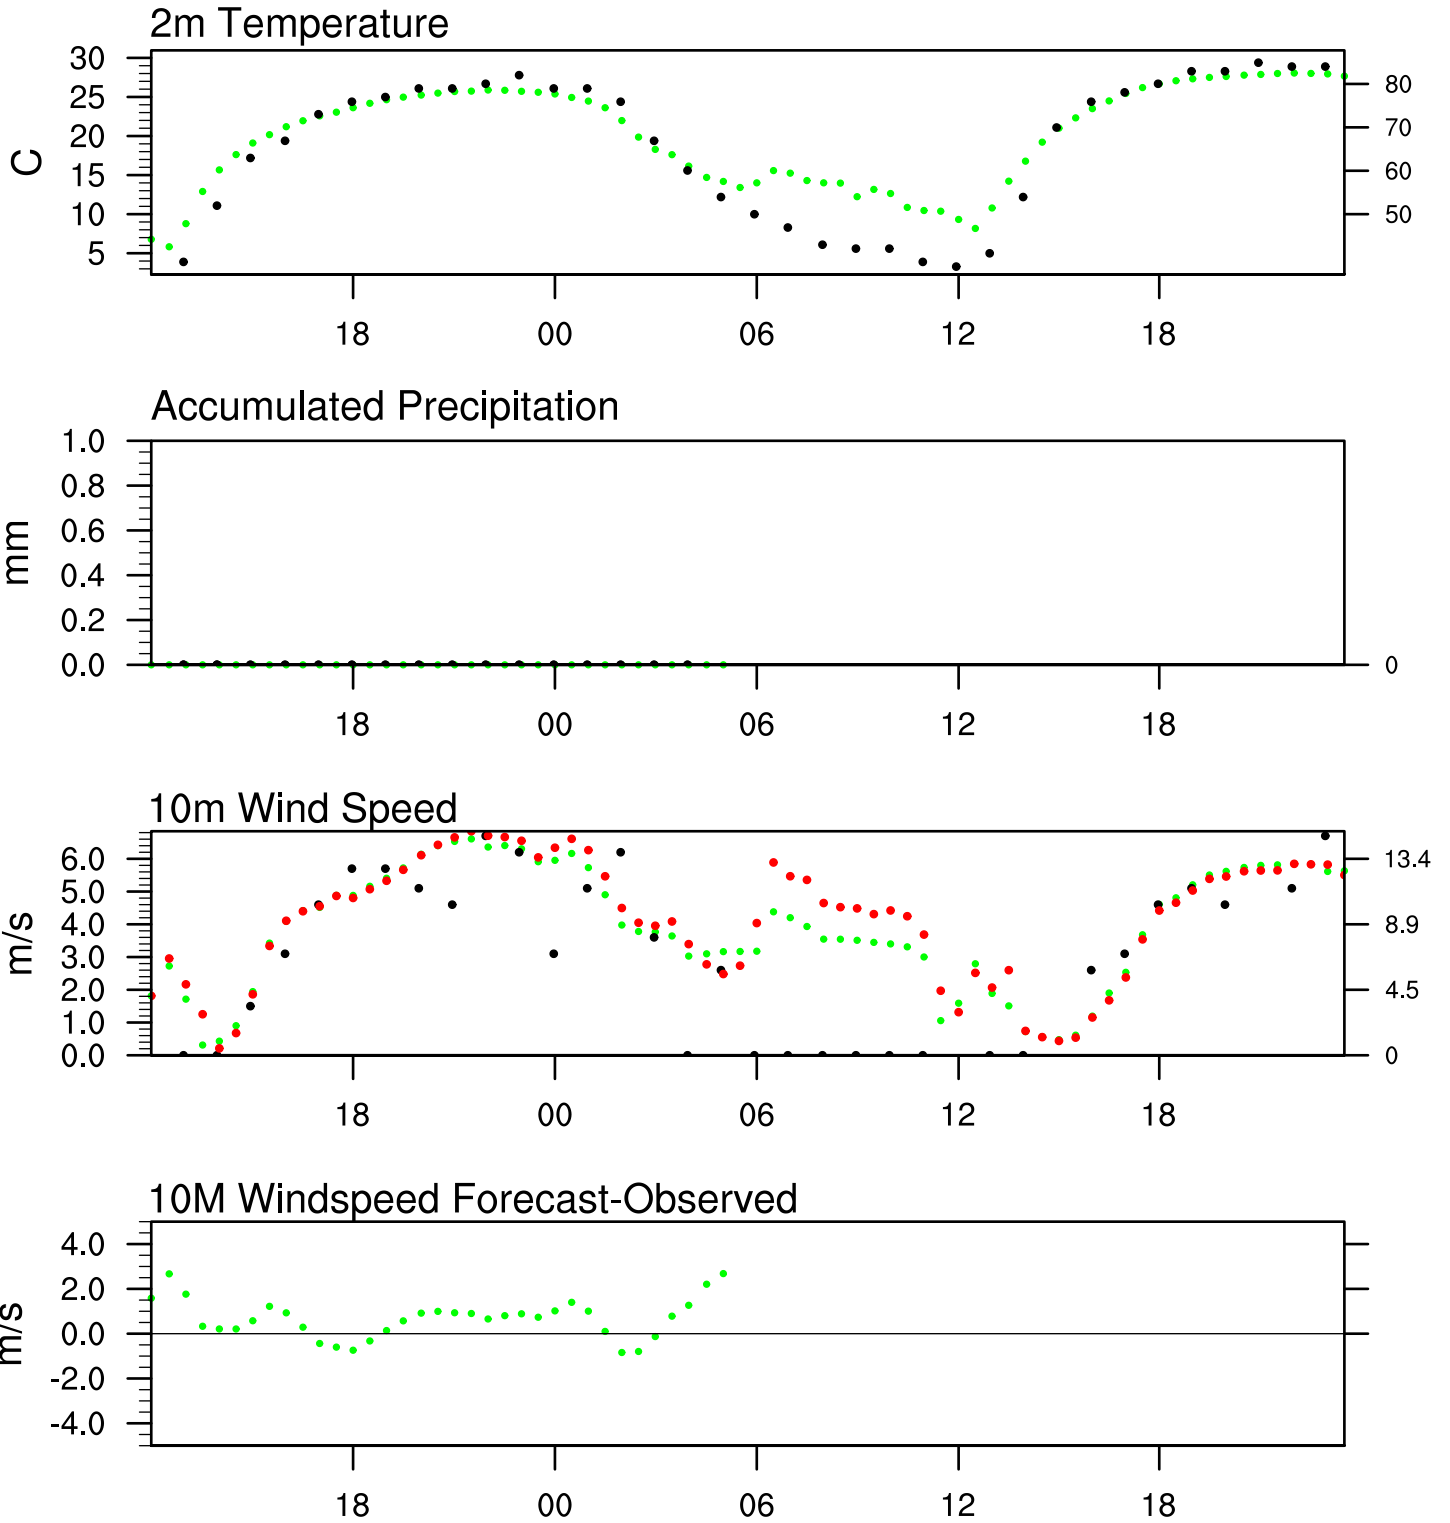 2m Temperature
30
25
20
15
10
5
C
80
70
60
50
18 00 06 12 18
Accumulated Precipitation
1.0
0.8
0.6
0.4
0.2
0.0
mm
0
18 00 06 12 18
10m Wind Speed
6.0
5.0
4.0
3.0
2.0
1.0
0.0
m/s
13.4
8.9
4.5
0
18 00 06 12 18
10M Windspeed Forecast-Observed
4.0
2.0
0.0
-2.0
-4.0
m/s
18 00 06 12 18